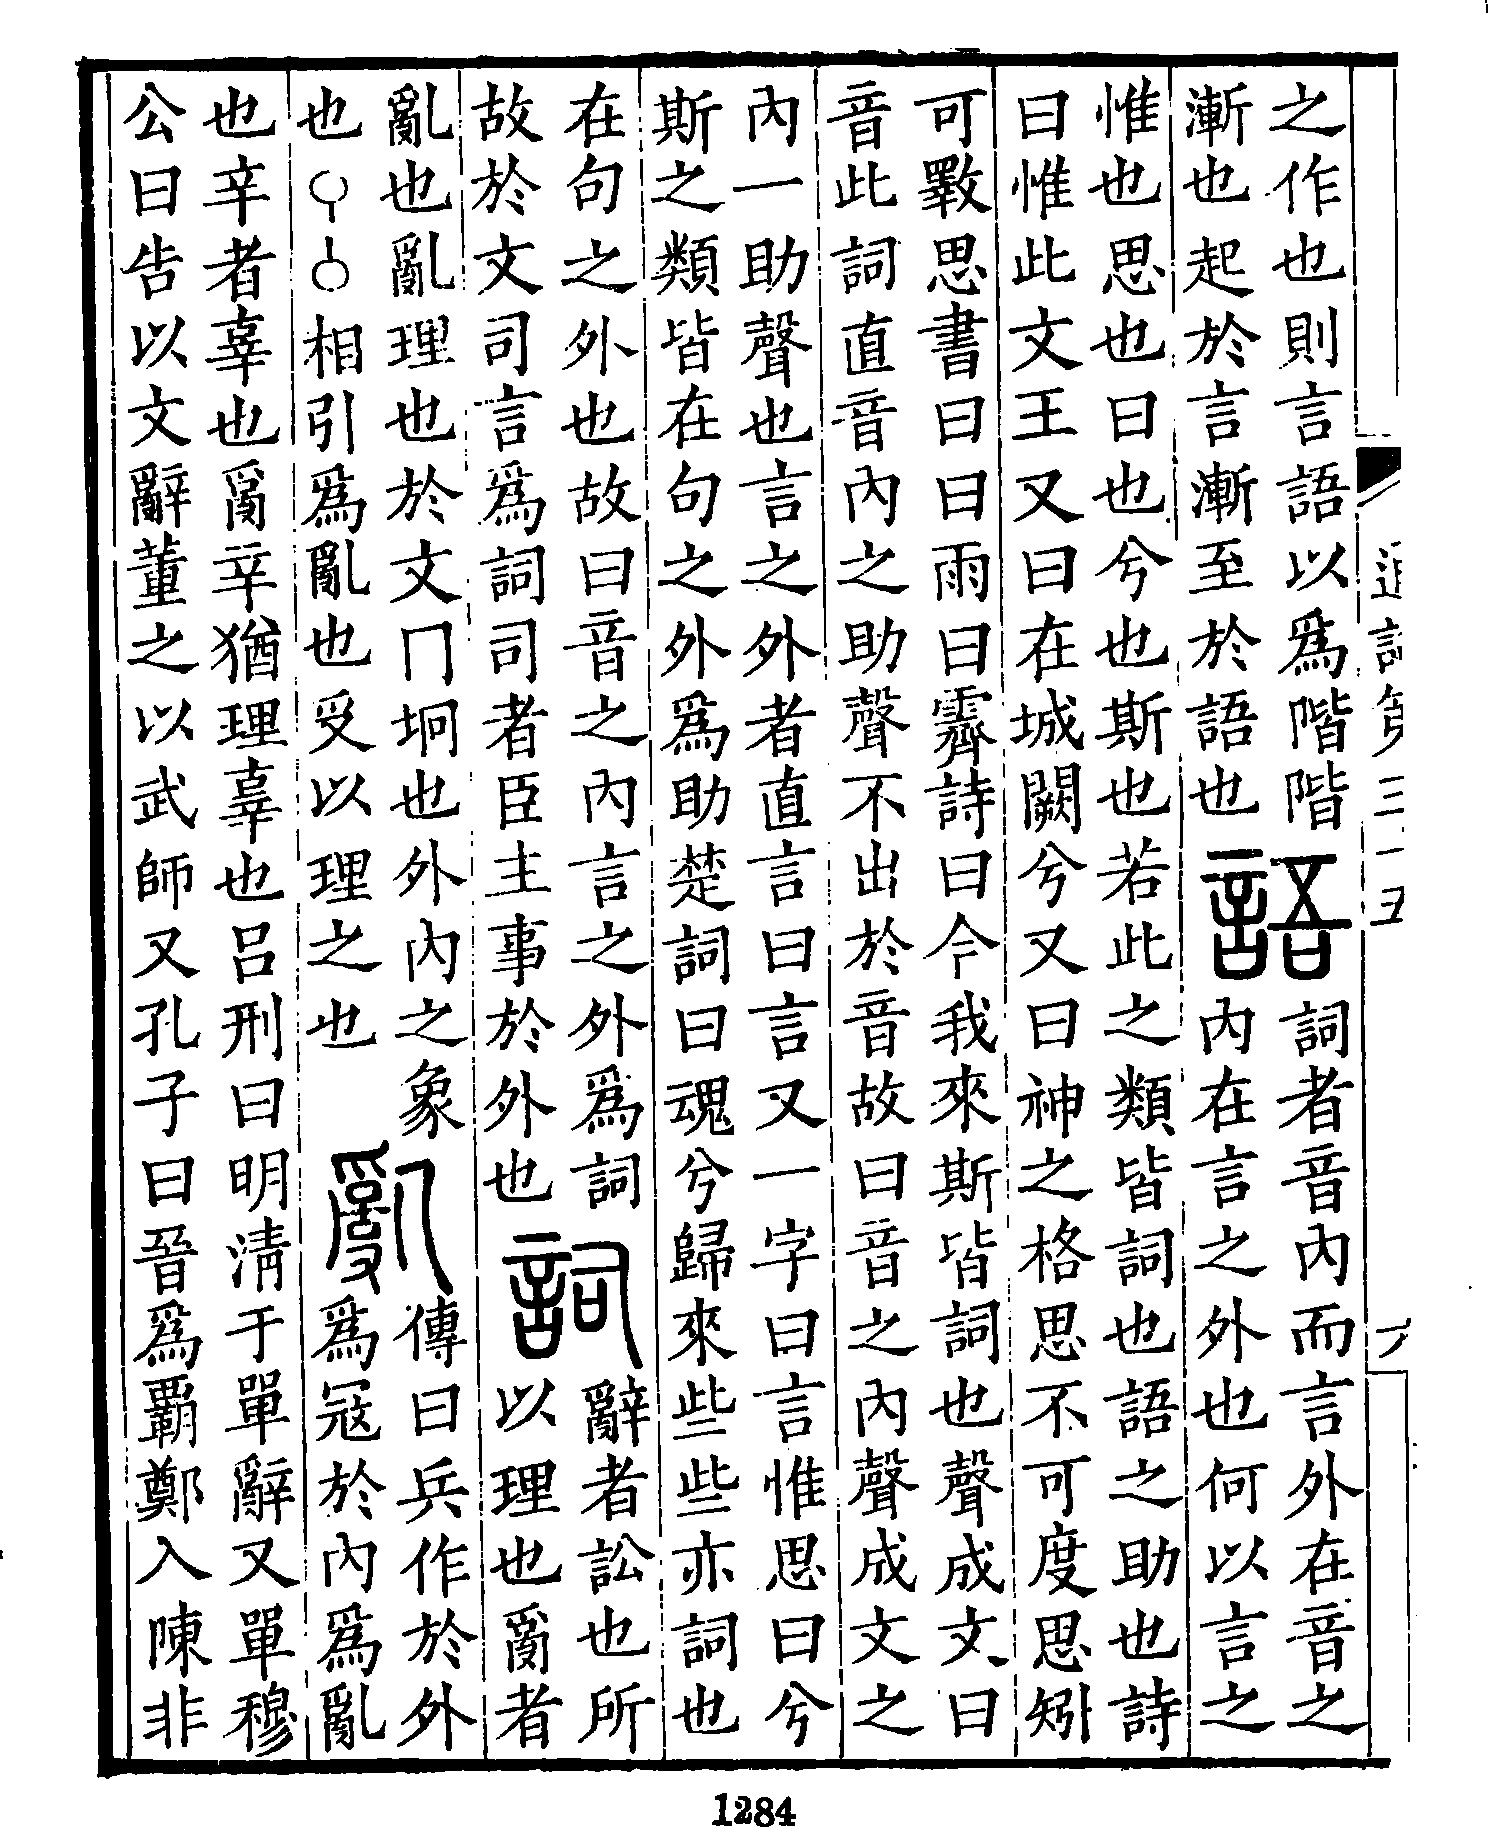 之作也則言語以爲階階
漸也起於言漸至於語也
語
詞者音內而言外在音之
內在言之外也何以言之
惟也思也曰也兮也斯也若此之類皆詞也語之助也詩
曰惟此文王又曰在城闕兮又曰神之格思不可度思矧
可斁思書曰曰雨曰霽詩曰今我來斯皆詞也聲成文曰
音此詞直音內之助聲不出於音故曰音之內聲成文之
內一助聲也言之外者直言曰言又一字曰言惟思曰兮
斯之類皆在句之外爲助楚詞曰魂兮歸來些些亦詞也
在句之外也故曰音之內言之外爲詞
故於文司言爲詞司者臣主事於外也
詞
辭者訟也所
以理也𤔔者
亂也亂理也於文冂坰也外內之象
也相引爲亂也𠬪以理之也
亂
傳曰兵作於外
爲寇於內爲亂
也辛者辠也𤔔辛猶理辠也呂刑曰明清于單辭又單穆
公曰告以文辭董之以武師又孔子曰晉爲霸鄭入陳非
1284